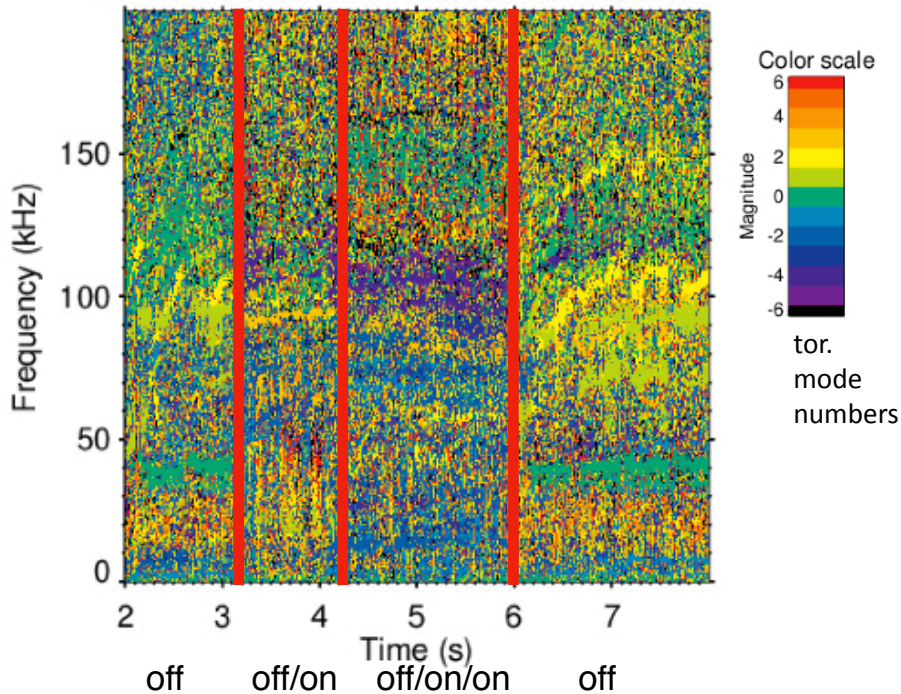 Color scale
6
4
2
0
-2
-4
-6
Magnitude
tor.
mode
numbers
150
100
50
0
Frequency (kHz)
2 3 4 5 6 7
Time (s)
off off/on off/on/on off